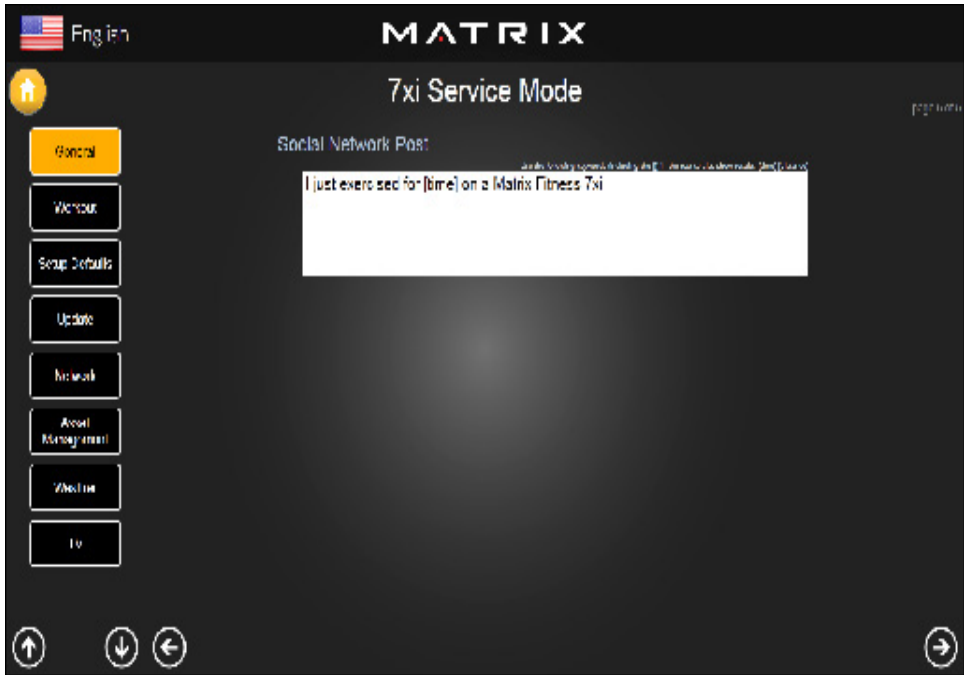 English
MATRIX
7xi Service Mode
General
Social Network Post
I just exercised for [time] on a Matrix Fitness 7xi
Workout
Setup Defaults
Update
Network
Asset
Management
Weather
TV